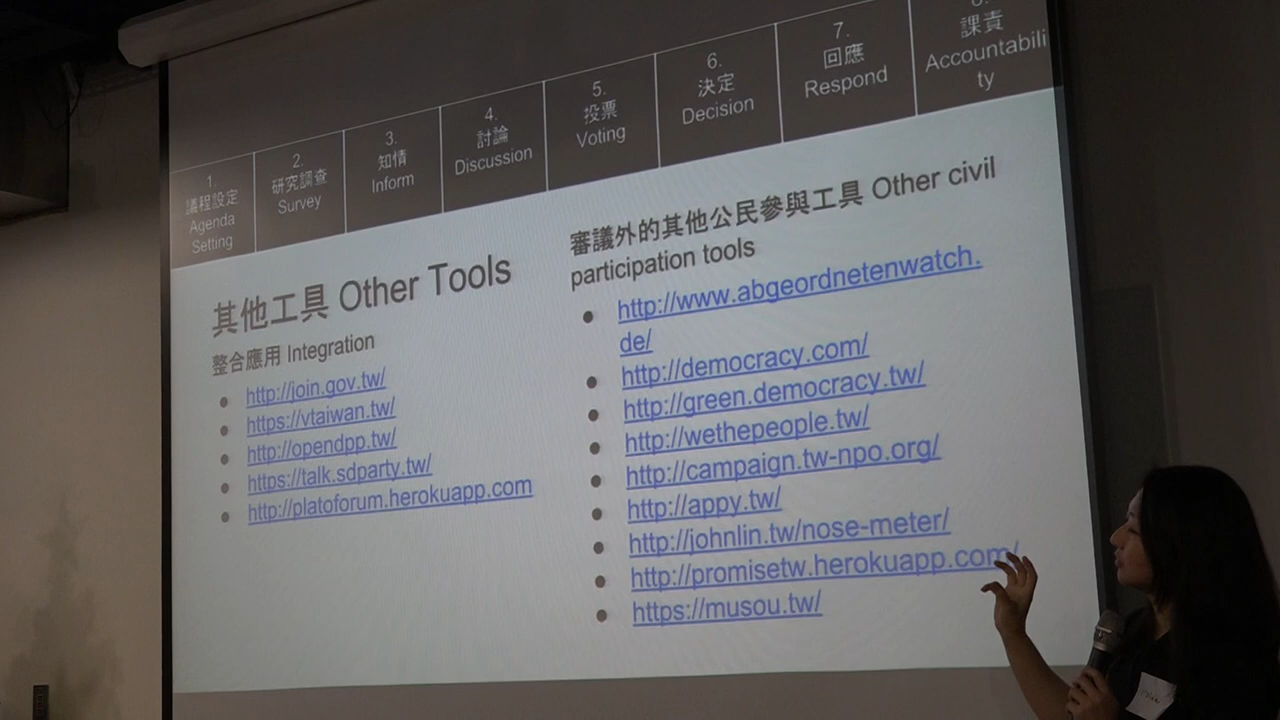 1.
議程設定
Agenda
Setting
2.
研究調查
Survey
3.
知情
Inform
4.
討論
Discussion
5.
投票
Voting
6.
決定
Decision
7.
回應
Respond
課責
Accountabili
ty
其他工具 Other Tools
整合應用 Integration
http://join.gov.tw/
https://vtaiwan.tw/
http://opendpp.tw/
https://talk.sdparty.tw/
http://platoforum.herokuapp.com
審議外的其他公民參與工具 Other civil
participation tools
http://www.abgeordnetenwatch.
de/
http://democracy.com/
http://green.democracy.tw/
http://wethepeople.tw/
http://campaign.tw-npo.org/
http://appy.tw/
http://johnlin.tw/nose-meter/
http://promisetw.herokuapp.com/
https://musou.tw/